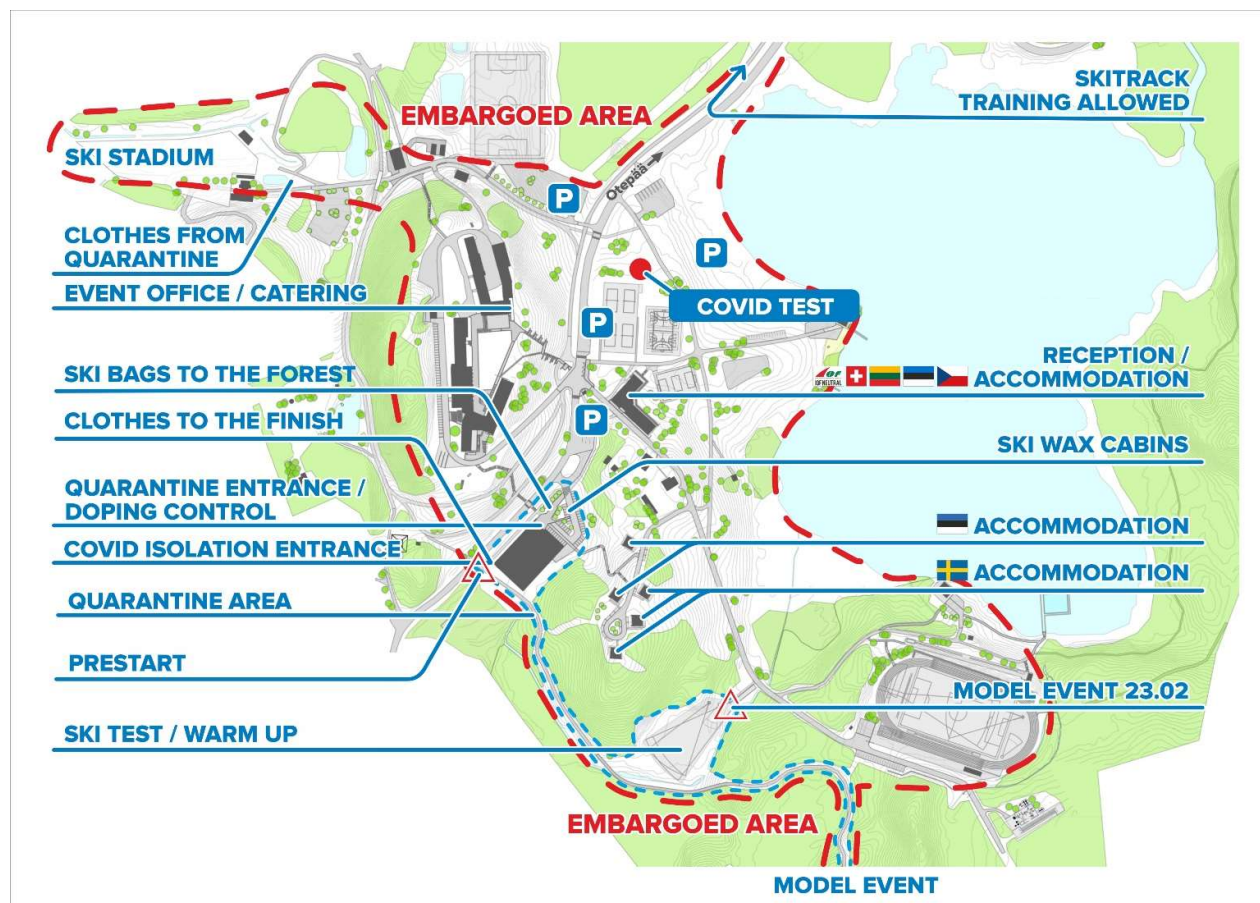 SKITRACK
TRAINING ALLOWED
EMBARGOED AREA
SKI STADIUM
Otepää
P
CLOTHES FROM
QUARANTINE
P
EVENT OFFICE / CATERING
COVID TEST
P
RECEPTION /
IOF NEUTRAL
ACCOMMODATION
SKI BAGS TO THE FOREST
P
CLOTHES TO THE FINISH
SKI WAX CABINS
QUARANTINE ENTRANCE /
DOPING CONTROL
ACCOMMODATION
COVID ISOLATION ENTRANCE
ACCOMMODATION
QUARANTINE AREA
PRESTART
MODEL EVENT 23.02
SKI TEST / WARM UP
EMBARGOED AREA
MODEL EVENT